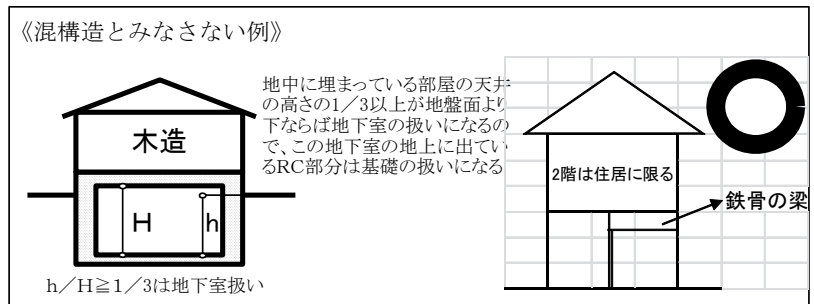 《混構造とみなさない例》
地中に埋まっている部屋の天井
の高さの1/3以上が地盤面より
下ならば地下室の扱いになるの
で、この地下室の地上に出てい
るRC部分は基礎の扱いになる
木造
H
h
h/H≧1/3は地下室扱い
2階は住居に限る
鉄骨の梁